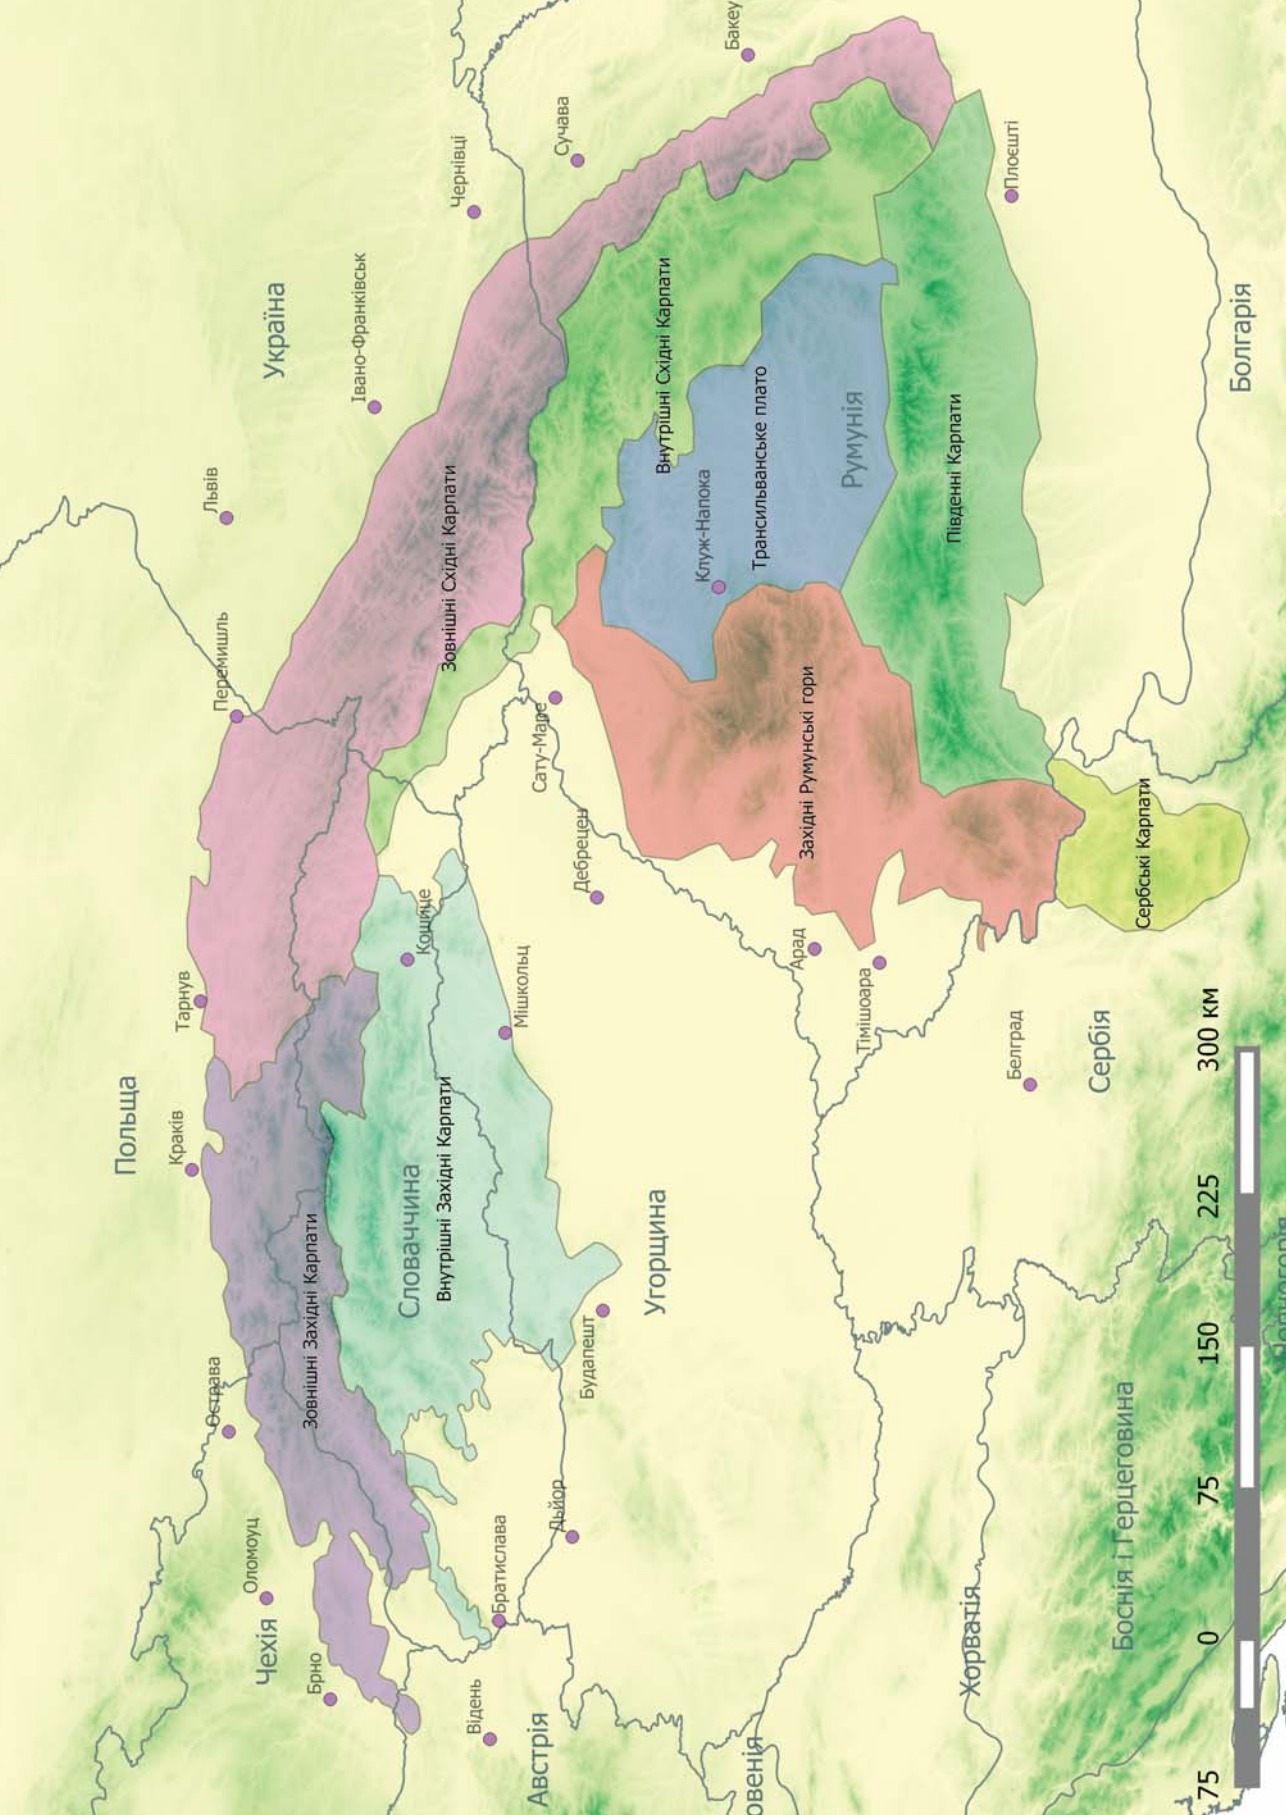 Польща
Краків
Тарнув
Перемишль
Львів
Україна
Івано-Франківськ
Чернівці
Сучава
Бакеу
Острава
Оломоуц
Чехія
Брно
Відень
Австрія
Братислава
Дьйор
Зовнішні Західні Карпати
Словаччина
Внутрішні Західні Карпати
Кошице
Мішкольц
Будапешт
Угорщина
Дебрецен
Сату-Маре
Зовнішні Східні Карпати
Внутрішні Східні Карпати
Клуж-Напока
Трансильванське плато
Румунія
Західні Румунські гори
Південні Карпати
Плоєшті
Арад
Тімішоара
Белград
Сербія
Сербські Карпати
Болгарія
овенія
Хорватія
Боснія і Герцеговина
75 0 75 150 225 300 км